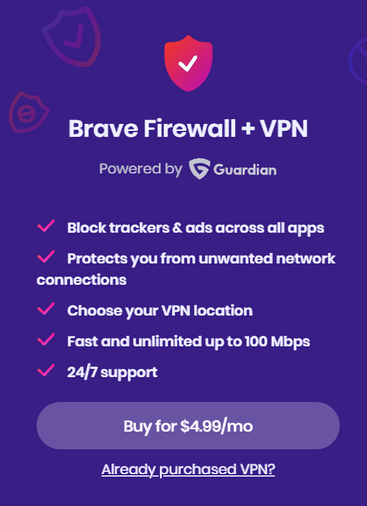 Brave Firewall + VPN
Powered by Guardian
Block trackers & ads across all apps
Protects you from unwanted network
connections
Choose your VPN location
Fast and unlimited up to 100 Mbps
24/7 support
Buy for $4.99/mo
Already purchased VPN?